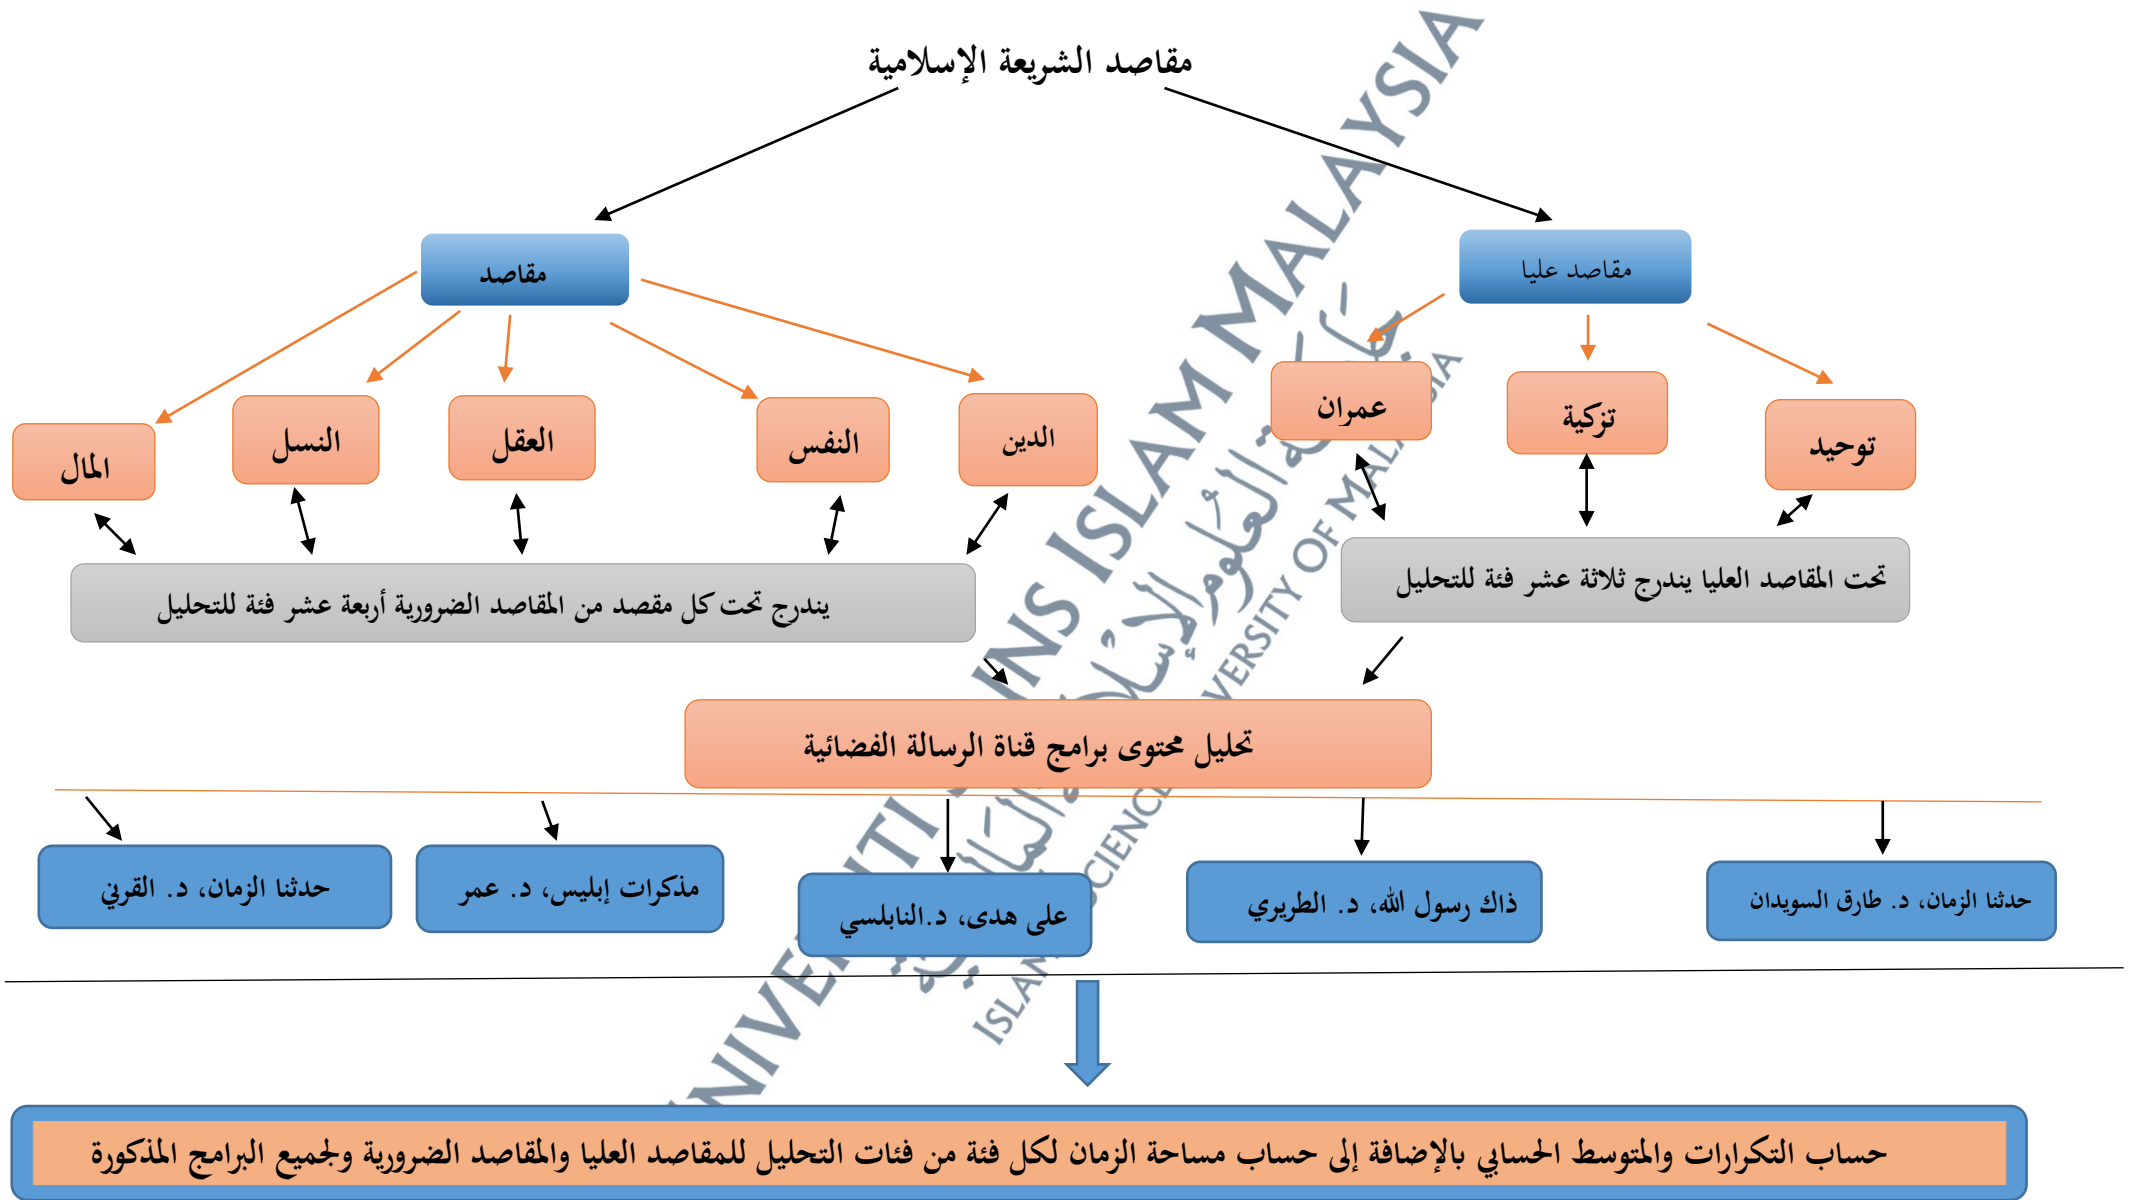 مقاصد الشريعة الإسلامية
مقاصد عليا
مقاصد
توحيد
تزكية
عمران
الدين
النفس
العقل
النسل
المال
تحت المقاصد العليا يندرج ثلاثة عشر فئة للتحليل
يندرج تحت كل مقصد من المقاصد الضرورية أربعة عشر فئة للتحليل
تحليل محتوى برامج قناة الرسالة الفضائية
حدثنا الزمان، د. طارق السويدان
ذاك رسول الله، د. الطريري
على هدى، د.النابلسي
مذكرات إبليس، د. عمر
حدثنا الزمان، د. القرني
حساب التكرارات والمتوسط الحسابي بالإضافة إلى حساب مساحة الزمان لكل فئة من فئات التحليل للمقاصد العليا والمقاصد الضرورية ولجميع البرامج المذكورة
ISLAM MALAYSIA